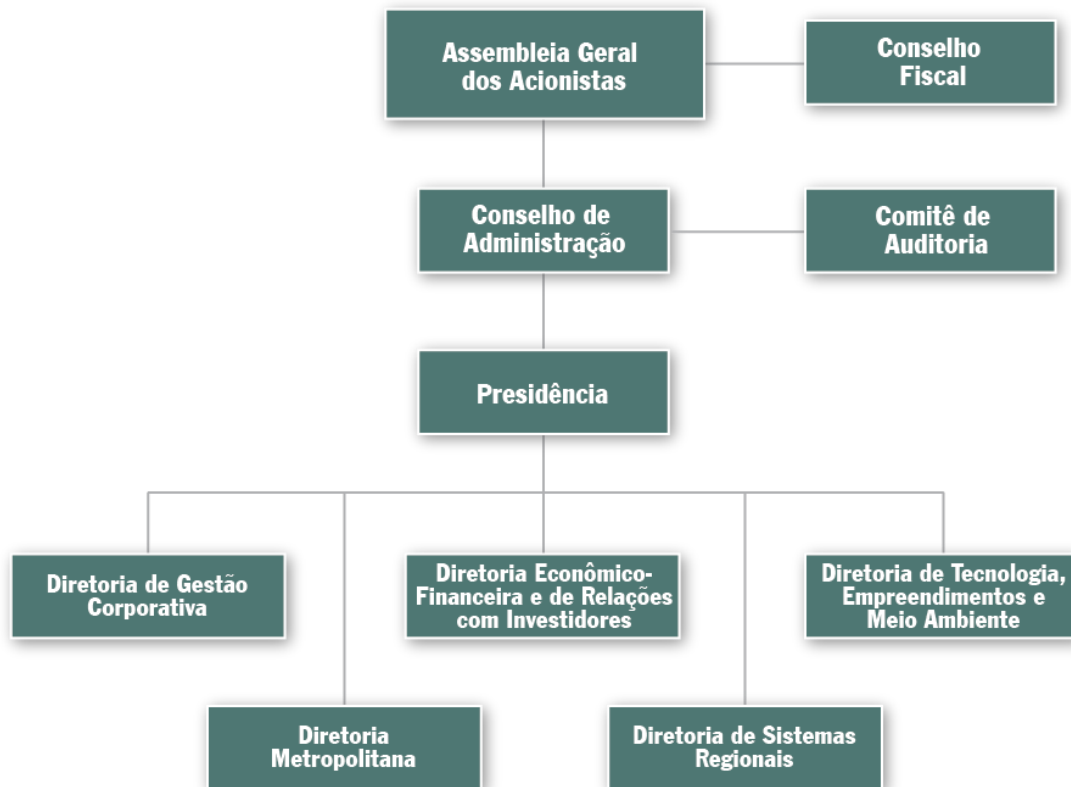 Assembleia Geral
dos Acionistas
Conselho
Fiscal
Conselho de
Administração
Comitê de
Auditoria
Presidência
Diretoria de Gestão
Corporativa
Diretoria Econômico-
Financeira e de Relações
com Investidores
Diretoria de Tecnologia,
Empreendimentos e
Meio Ambiente
Diretoria
Metropolitana
Diretoria de Sistemas
Regionais